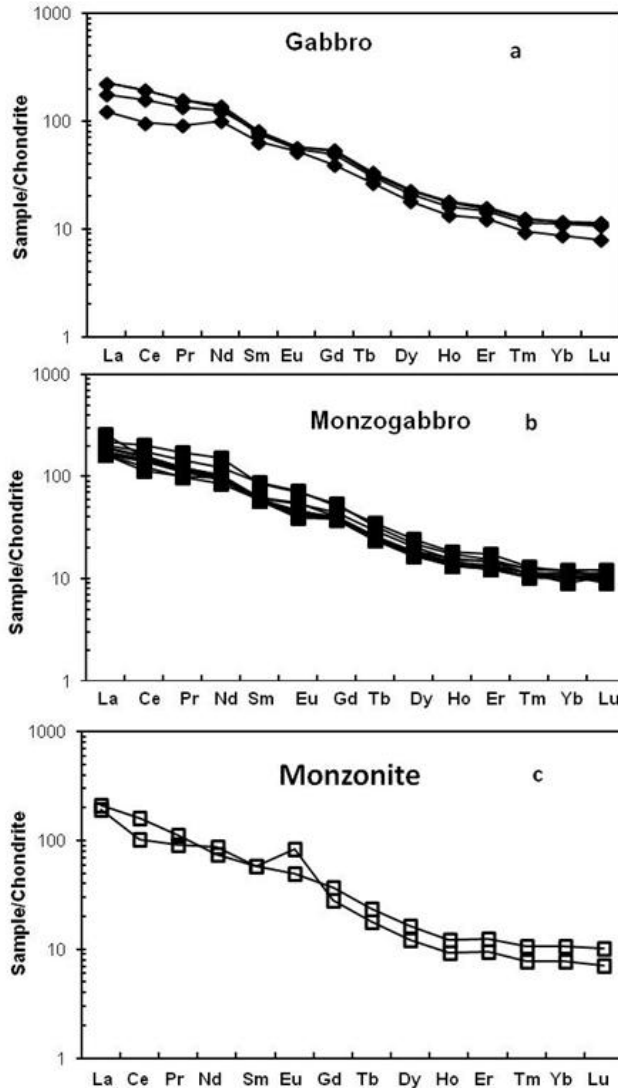 1000
Gabbro a
100
10
1
Sample/Chondrite
La Ce Pr Nd Sm Eu Gd Tb Dy Ho Er Tm Yb Lu
1000
Monzogabbro b
100
10
1
Sample/Chondrite
La Ce Pr Nd Sm Eu Gd Tb Dy Ho Er Tm Yb Lu
1000
Monzonite c
100
10
1
Sample/Chondrite
La Ce Pr Nd Sm Eu Gd Tb Dy Ho Er Tm Yb Lu